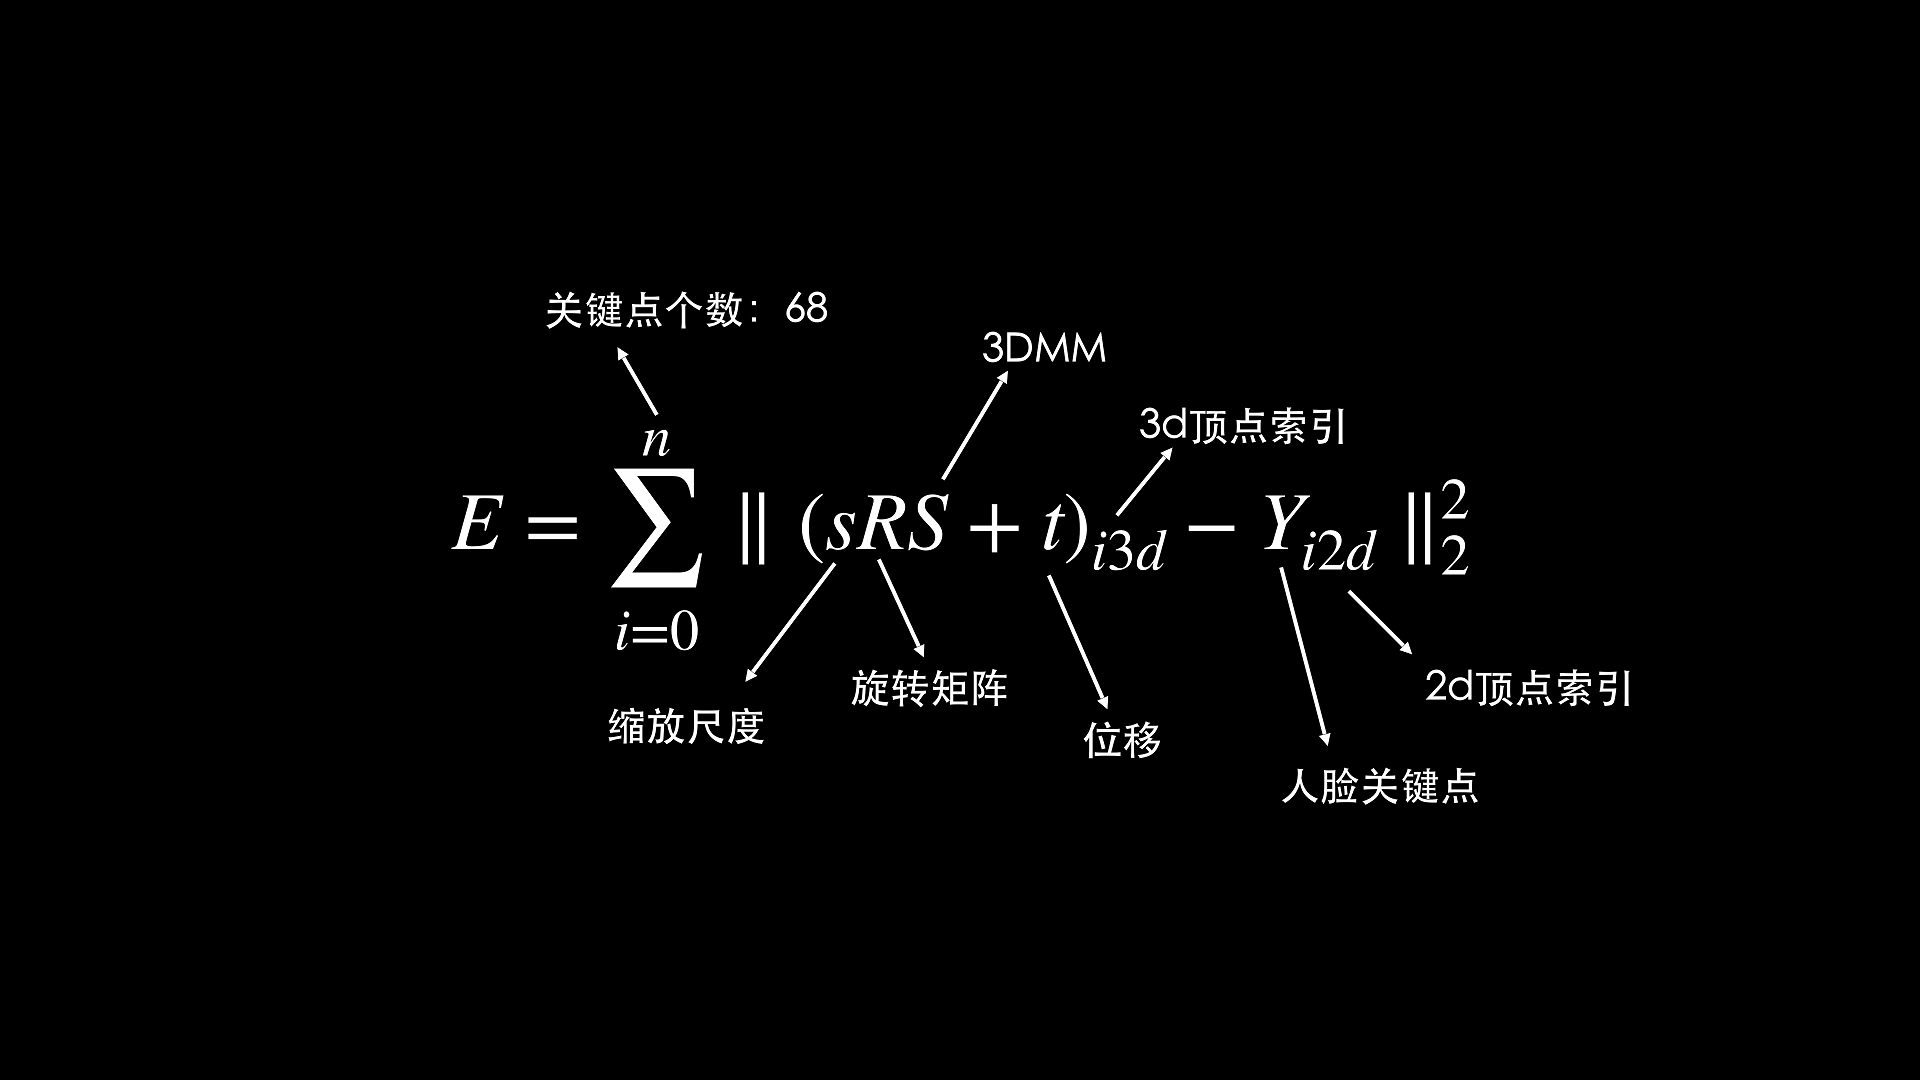 关键点个数：68
3DMM
3d顶点索引
E = \sum_{i=0}^{n} \| (sRS + t)_{i3d} - Y_{i2d} \|_2^2
缩放尺度
旋转矩阵
位移
2d顶点索引
人脸关键点